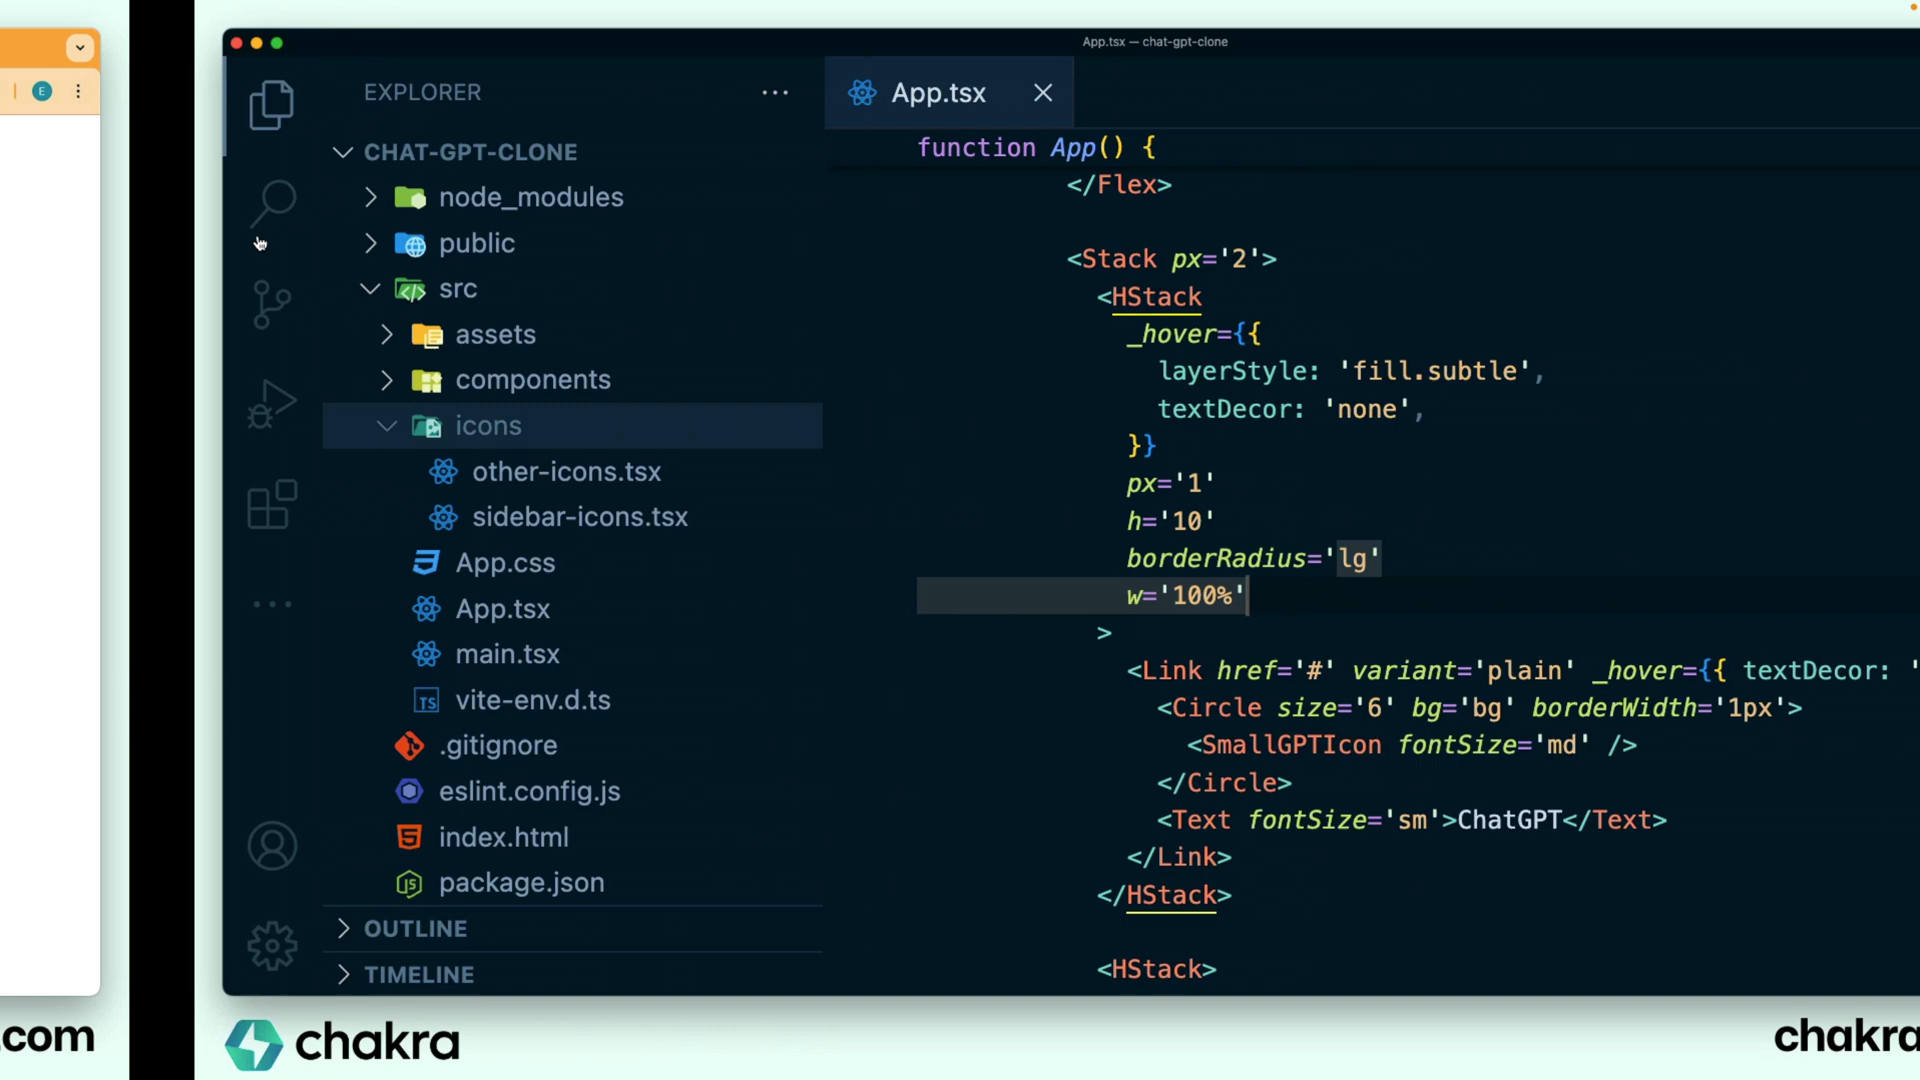 App.tsx — chat-gpt-clone
E
EXPLORER
CHAT-GPT-CLONE
node_modules
public
src
assets
components
icons
other-icons.tsx
sidebar-icons.tsx
App.css
App.tsx
main.tsx
TS vite-env.d.ts
.gitignore
eslint.config.js
5 index.html
JS package.json
OUTLINE
TIMELINE
App.tsx
function App() {
</Flex>
<Stack px='2'>
<HStack
_hover={{
layerStyle: 'fill.subtle',
textDecor: 'none',
}}
px='1'
h='10'
borderRadius='lg'
w='100%'
>
<Link href='#' variant='plain' _hover={{ textDecor: '
<Circle size='6' bg='bg' borderWidth='1px'>
<SmallGPTIcon fontSize='md' />
</Circle>
<Text fontSize='sm'>ChatGPT</Text>
</Link>
</HStack>
<HStack>
.com
chakra
chakra